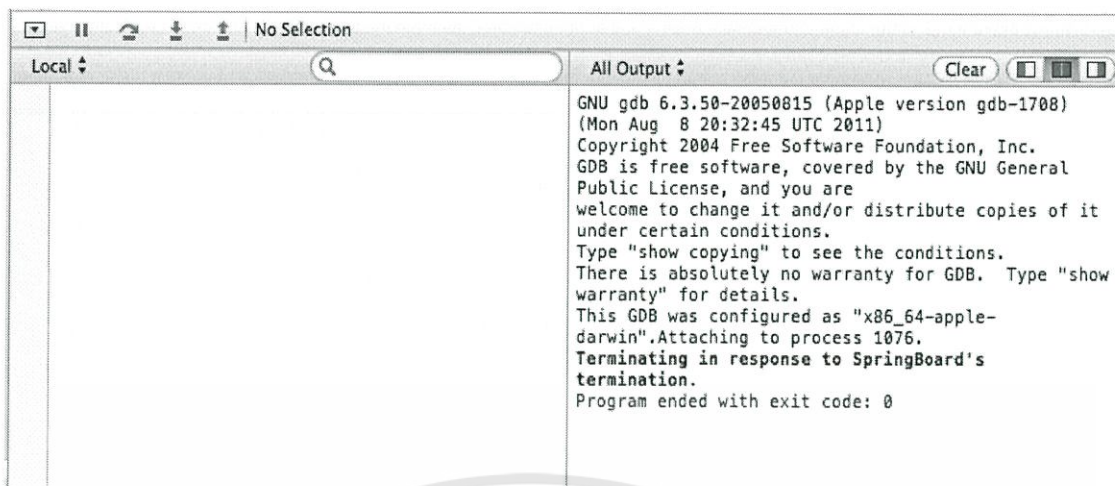 No Selection
Local
All Output
Clear
GNU gdb 6.3.50-20050815 (Apple version gdb-1708)
(Mon Aug  8 20:32:45 UTC 2011)
Copyright 2004 Free Software Foundation, Inc.
GDB is free software, covered by the GNU General
Public License, and you are
welcome to change it and/or distribute copies of it
under certain conditions.
Type "show copying" to see the conditions.
There is absolutely no warranty for GDB.  Type "show
warranty" for details.
This GDB was configured as "x86_64-apple-
darwin".Attaching to process 1076.
Terminating in response to SpringBoard's
termination.
Program ended with exit code: 0